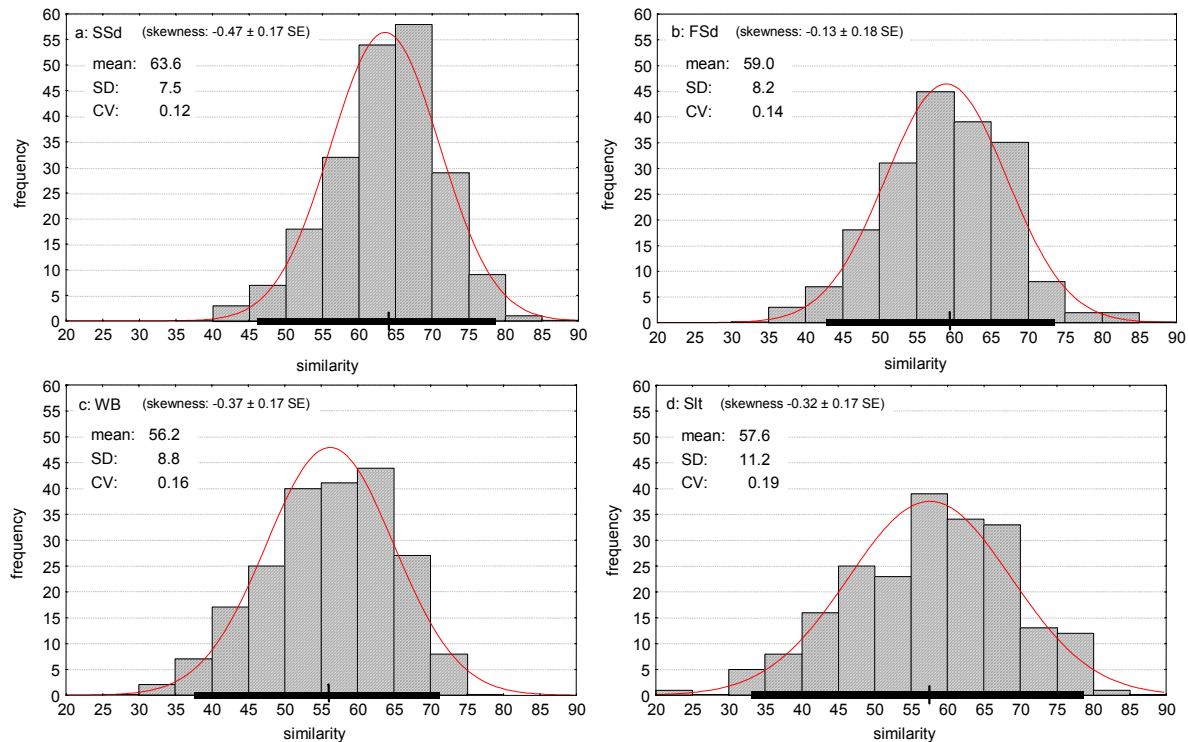 a: SSd (skewness: -0.47 ± 0.17 SE)
mean: 63.6
SD: 7.5
CV: 0.12
frequency
60
55
50
45
40
35
30
25
20
15
10
5
0
20 25 30 35 40 45 50 55 60 65 70 75 80 85 90
similarity
b: FSd (skewness: -0.13 ± 0.18 SE)
mean: 59.0
SD: 8.2
CV: 0.14
frequency
60
55
50
45
40
35
30
25
20
15
10
5
0
20 25 30 35 40 45 50 55 60 65 70 75 80 85 90
similarity
c: WB (skewness: -0.37 ± 0.17 SE)
mean: 56.2
SD: 8.8
CV: 0.16
frequency
60
55
50
45
40
35
30
25
20
15
10
5
0
20 25 30 35 40 45 50 55 60 65 70 75 80 85 90
similarity
d: Slt (skewness -0.32 ± 0.17 SE)
mean: 57.6
SD: 11.2
CV: 0.19
frequency
60
55
50
45
40
35
30
25
20
15
10
5
0
20 25 30 35 40 45 50 55 60 65 70 75 80 85 90
similarity